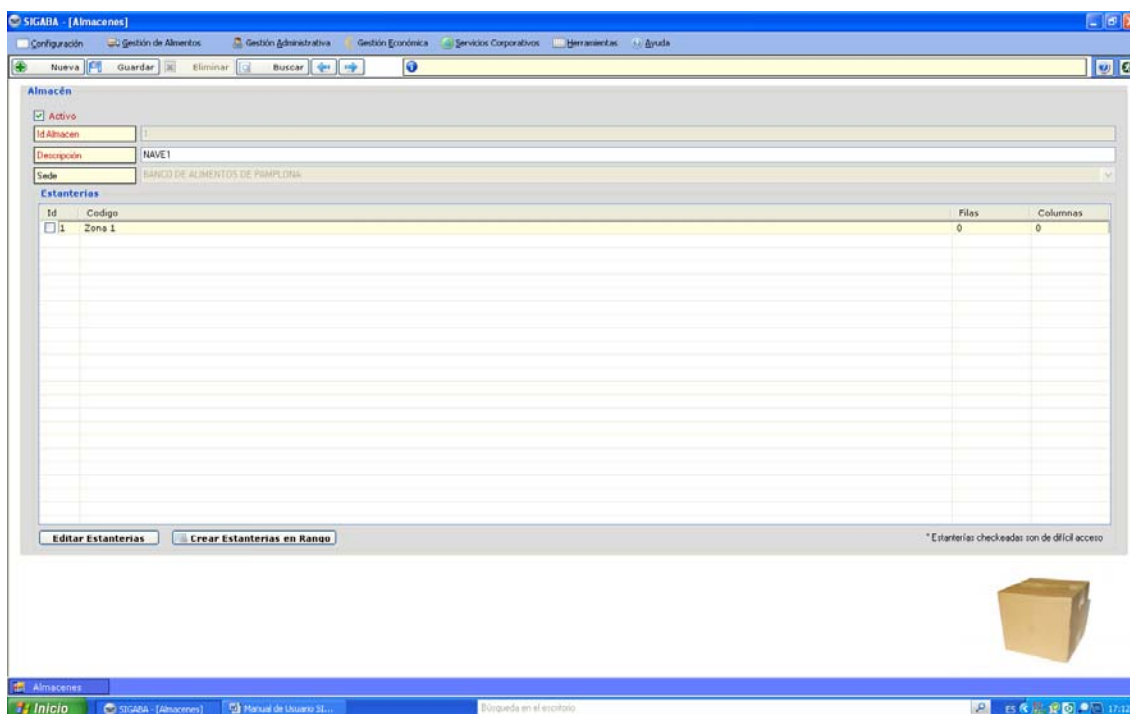 SIGABA - [Almacenes]
Configuración Gestión de Alimentos Gestión Administrativa Gestión Económica Servicios Corporativos Herramientas Ayuda
Nueva Guardar Eliminar Buscar
Almacén
Activo
Id Almacen 1
Descripción NAVE1
Sede BANCO DE ALIMENTOS DE PAMPLONA
Estanterías
Id Codigo Filas Columnas
1 Zona 1 0 0
Editar Estanterias Crear Estanterias en Rango * Estanterías checkeadas son de difícil acceso
Almacenes
Inicio SIGABA - [Almacenes] Manual de Usuario SI... Búsqueda en el escritorio ES 17:12